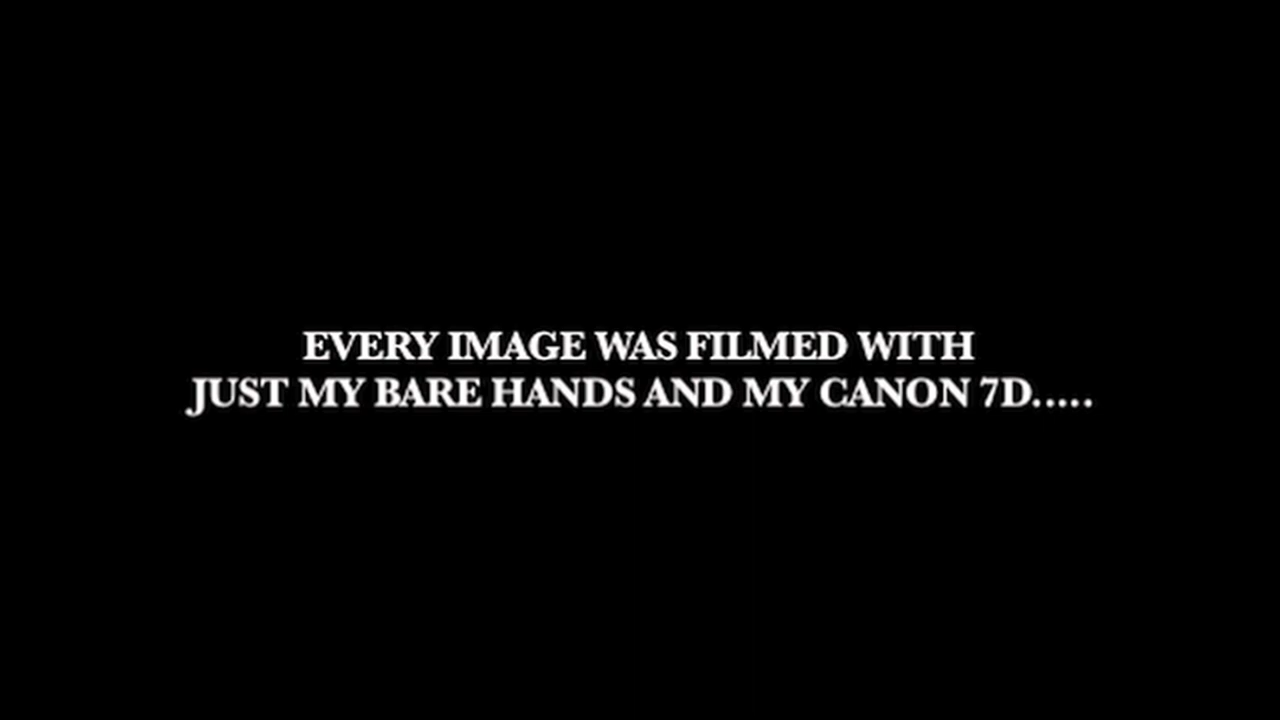 EVERY IMAGE WAS FILMED WITH
JUST MY BARE HANDS AND MY CANON 7D.....